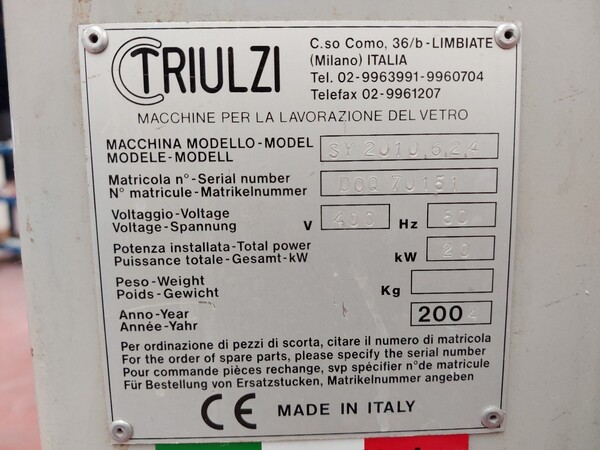 TRIULZI
C.so Como, 36/b - LIMBIATE
(Milano) ITALIA
Tel. 02-9963991-9960704
Telefax 02-9961207
MACCHINE PER LA LAVORAZIONE DEL VETRO
MACCHINA MODELLO-MODEL
MODELE-MODELL
SY 2010,6,2,4
Matricola n°-Serial number
N° matricule-Matrikelnummer
Voltaggio-Voltage
Voltage-Spannung
V 400 Hz
Potenza installata-Total power
Puissance totale-Gesamt-kW
kW 20
Peso-Weight
Poids-Gewicht
Kg
Anno-Year
Année-Yahr
2004
Per ordinazione di pezzi di scorta, citare il numero di matricola
For the order of spare parts, please specify the serial number
Pour commande pièces rechange, svp spécifier n° de matricule
Für Bestellung von Ersatzstucken, Matrikelnummer angeben
CE MADE IN ITALY